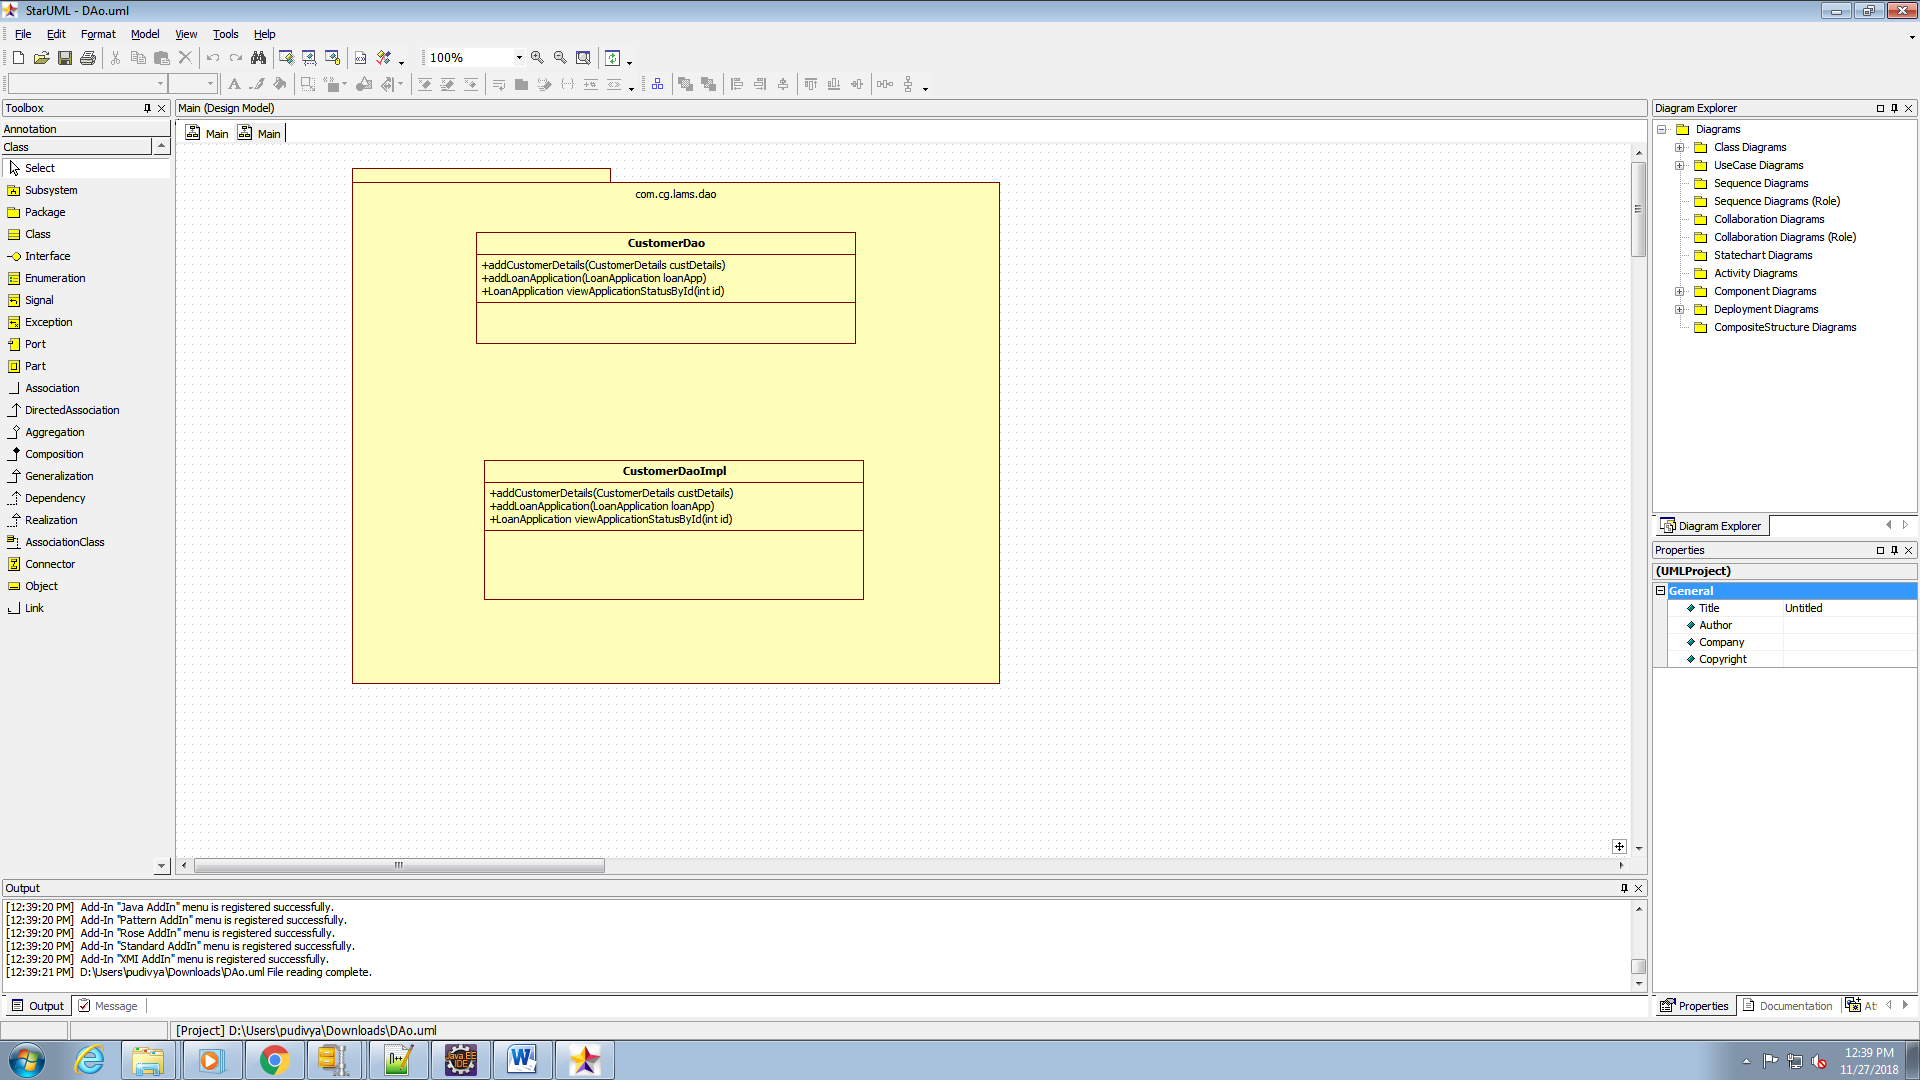 StarUML - DAo.uml
File Edit Format Model View Tools Help
100%
Toolbox
Annotation
Class
Select
Subsystem
Package
Class
Interface
Enumeration
Signal
Exception
Port
Part
Association
DirectedAssociation
Aggregation
Composition
Generalization
Dependency
Realization
AssociationClass
Connector
Object
Link
Main (Design Model)
Main Main
com.cg.lams.dao
CustomerDao
+addCustomerDetails(CustomerDetails custDetails)
+addLoanApplication(LoanApplication loanApp)
+LoanApplication viewApplicationStatusById(int id)
CustomerDaoImpl
+addCustomerDetails(CustomerDetails custDetails)
+addLoanApplication(LoanApplication loanApp)
+LoanApplication viewApplicationStatusById(int id)
Diagram Explorer
Diagrams
Class Diagrams
UseCase Diagrams
Sequence Diagrams
Sequence Diagrams (Role)
Collaboration Diagrams
Collaboration Diagrams (Role)
Statechart Diagrams
Activity Diagrams
Component Diagrams
Deployment Diagrams
CompositeStructure Diagrams
Diagram Explorer
Properties
(UMLProject)
General
Title Untitled
Author
Company
Copyright
Properties Documentation At
Output
[12:39:20 PM] Add-In "Java AddIn" menu is registered successfully.
[12:39:20 PM] Add-In "Pattern AddIn" menu is registered successfully.
[12:39:20 PM] Add-In "Rose AddIn" menu is registered successfully.
[12:39:20 PM] Add-In "Standard AddIn" menu is registered successfully.
[12:39:20 PM] Add-In "XMI AddIn" menu is registered successfully.
[12:39:21 PM] D:\Users\pudivya\Downloads\DAo.uml File reading complete.
Output Message
[Project] D:\Users\pudivya\Downloads\DAo.uml
Java EE
IDE
12:39 PM
11/27/2018